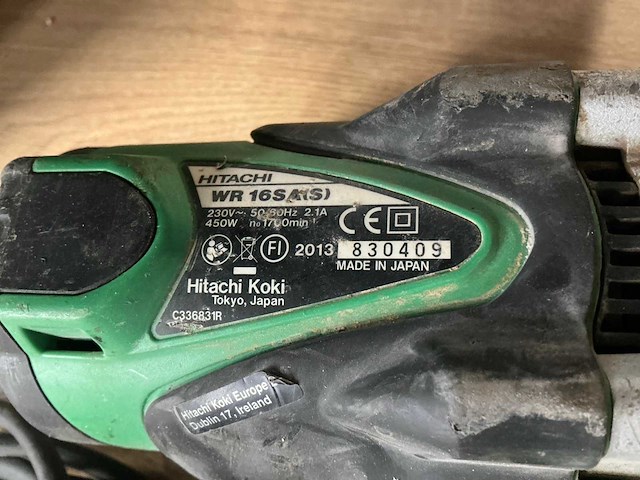 HITACHI
WR 16SA(S)
230V~ 50/60Hz 2.1A
450W n₀1700min
CE
FI 2013 830409
MADE IN JAPAN
Hitachi Koki
Tokyo, Japan
C336831R
Hitachi Koki Europe
Dublin 17, Ireland